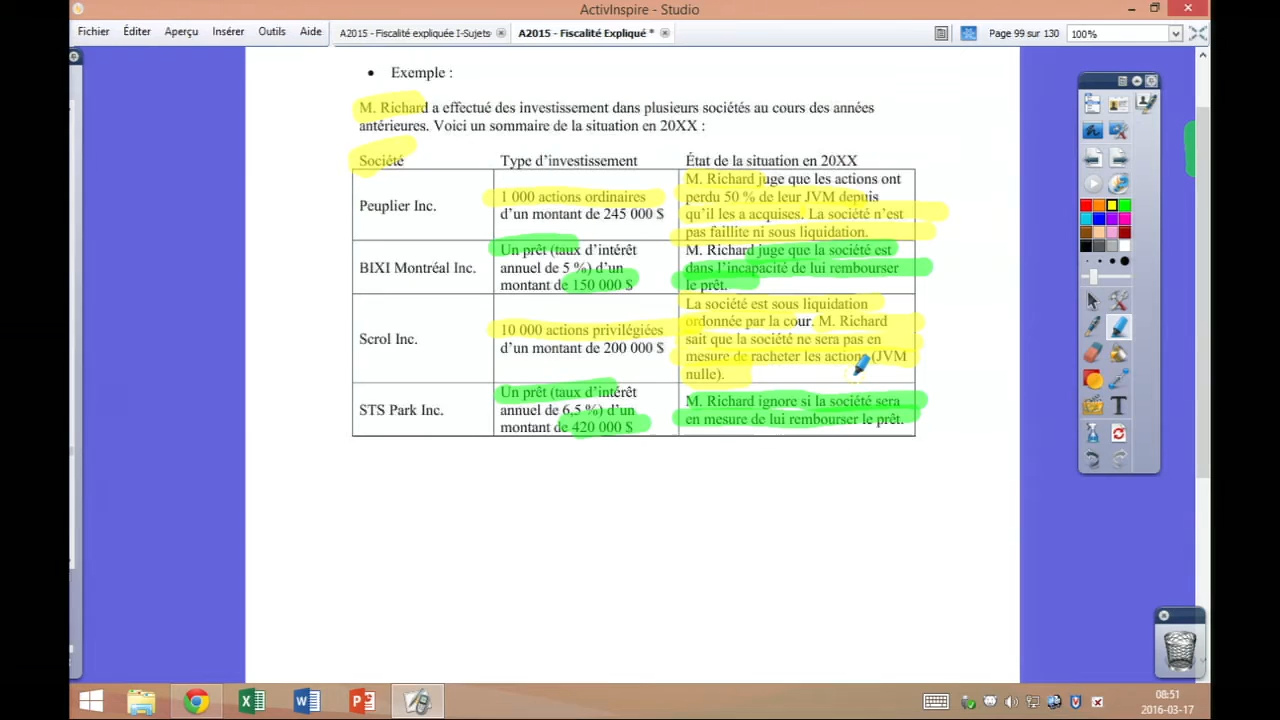 ActivInspire - Studio
Fichier Éditer Aperçu Insérer Outils Aide
A2015 - Fiscalité expliquée I-Sujets
A2015 - Fiscalité Expliqué *
Page 99 sur 130
100%
• Exemple :
M. Richard a effectué des investissement dans plusieurs sociétés au cours des années
antérieures. Voici un sommaire de la situation en 20XX :
Société Type d’investissement État de la situation en 20XX
Peuplier Inc.
1 000 actions ordinaires
d’un montant de 245 000 $
M. Richard juge que les actions ont
perdu 50 % de leur JVM depuis
qu’il les a acquises. La société n’est
pas faillite ni sous liquidation.
BIXI Montréal Inc.
Un prêt (taux d’intérêt
annuel de 5 %) d’un
montant de 150 000 $
M. Richard juge que la société est
dans l’incapacité de lui rembourser
le prêt.
Scrol Inc.
10 000 actions privilégiées
d’un montant de 200 000 $
La société est sous liquidation
ordonnée par la cour. M. Richard
sait que la société ne sera pas en
mesure de racheter les actions (JVM
nulle).
STS Park Inc.
Un prêt (taux d’intérêt
annuel de 6,5 %) d’un
montant de 420 000 $
M. Richard ignore si la société sera
en mesure de lui rembourser le prêt.
08:51
2016-03-17